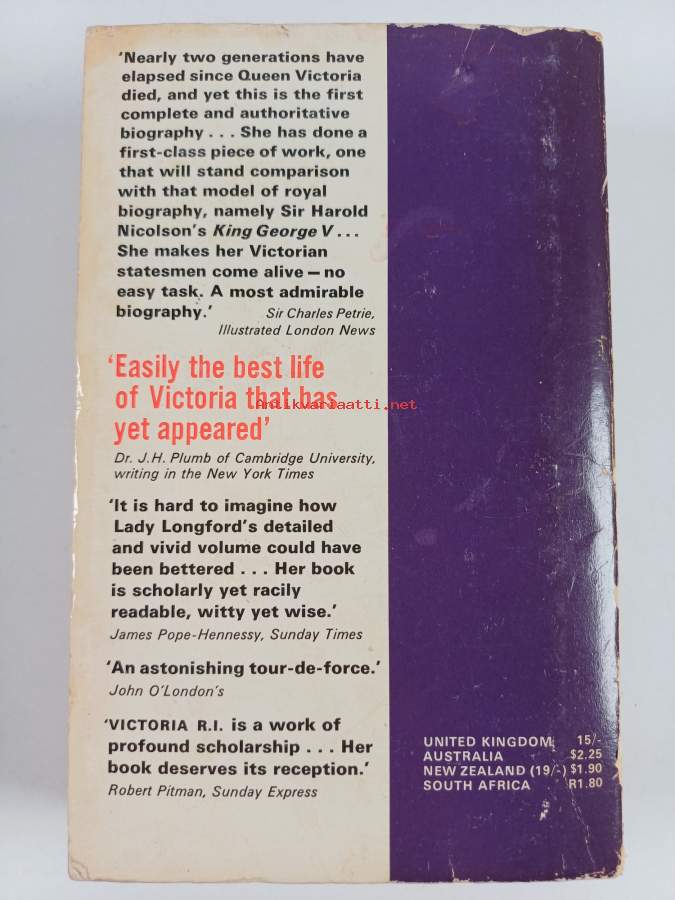 ‘Nearly two generations have
elapsed since Queen Victoria
died, and yet this is the first
complete and authoritative
biography . . . She has done a
first-class piece of work, one
that will stand comparison
with that model of royal
biography, namely Sir Harold
Nicolson’s King George V . . .
She makes her Victorian
statesmen come alive — no
easy task. A most admirable
biography.’ Sir Charles Petrie,
Illustrated London News
‘Easily the best life
of Victoria that has
Antikvariaatti.net
yet appeared’
Dr. J.H. Plumb of Cambridge University,
writing in the New York Times
‘It is hard to imagine how
Lady Longford’s detailed
and vivid volume could have
been bettered . . . Her book
is scholarly yet racily
readable, witty yet wise.’
James Pope-Hennessy, Sunday Times
‘An astonishing tour-de-force.’
John O’London’s
‘VICTORIA R.I. is a work of
profound scholarship . . . Her
book deserves its reception.’
Robert Pitman, Sunday Express
UNITED KINGDOM 15/-
AUSTRALIA $2.25
NEW ZEALAND (19/-) $1.90
SOUTH AFRICA R1.80